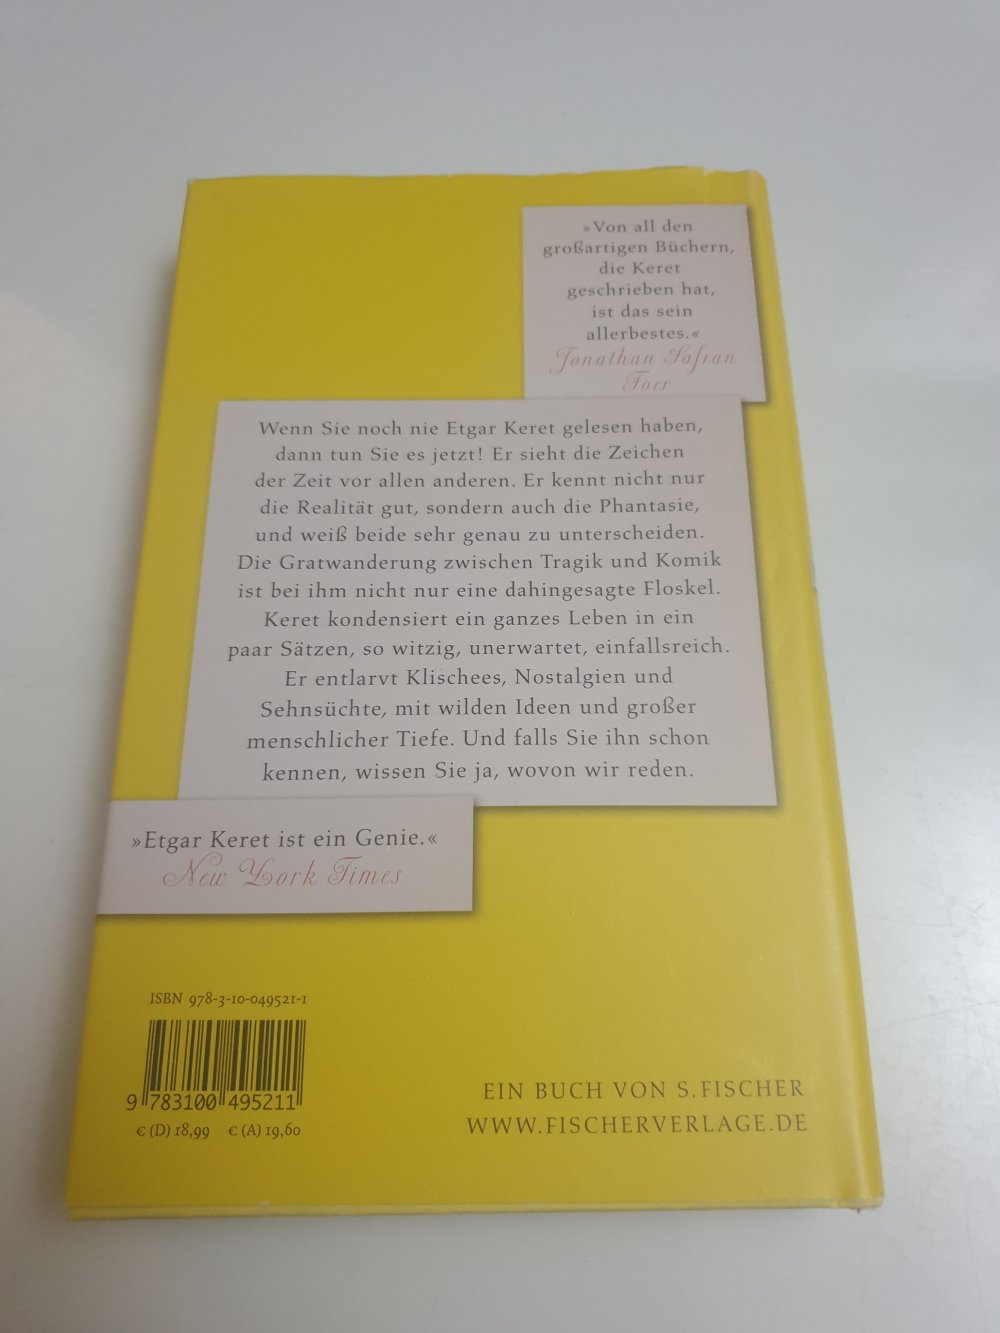 »Von all den
großartigen Büchern,
die Keret
geschrieben hat,
ist das sein
allerbestes.«
Jonathan Safran
Foer
Wenn Sie noch nie Etgar Keret gelesen haben,
dann tun Sie es jetzt! Er sieht die Zeichen
der Zeit vor allen anderen. Er kennt nicht nur
die Realität gut, sondern auch die Phantasie,
und weiß beide sehr genau zu unterscheiden.
Die Gratwanderung zwischen Tragik und Komik
ist bei ihm nicht nur eine dahingesagte Floskel.
Keret kondensiert ein ganzes Leben in ein
paar Sätzen, so witzig, unerwartet, einfallsreich.
Er entlarvt Klischees, Nostalgien und
Sehnsüchte, mit wilden Ideen und großer
menschlicher Tiefe. Und falls Sie ihn schon
kennen, wissen Sie ja, wovon wir reden.
»Etgar Keret ist ein Genie.«
New York Times
ISBN 978-3-10-049521-1
9 783100 495211
€ (D) 18,99 € (A) 19,60
EIN BUCH VON S. FISCHER
WWW.FISCHERVERLAGE.DE